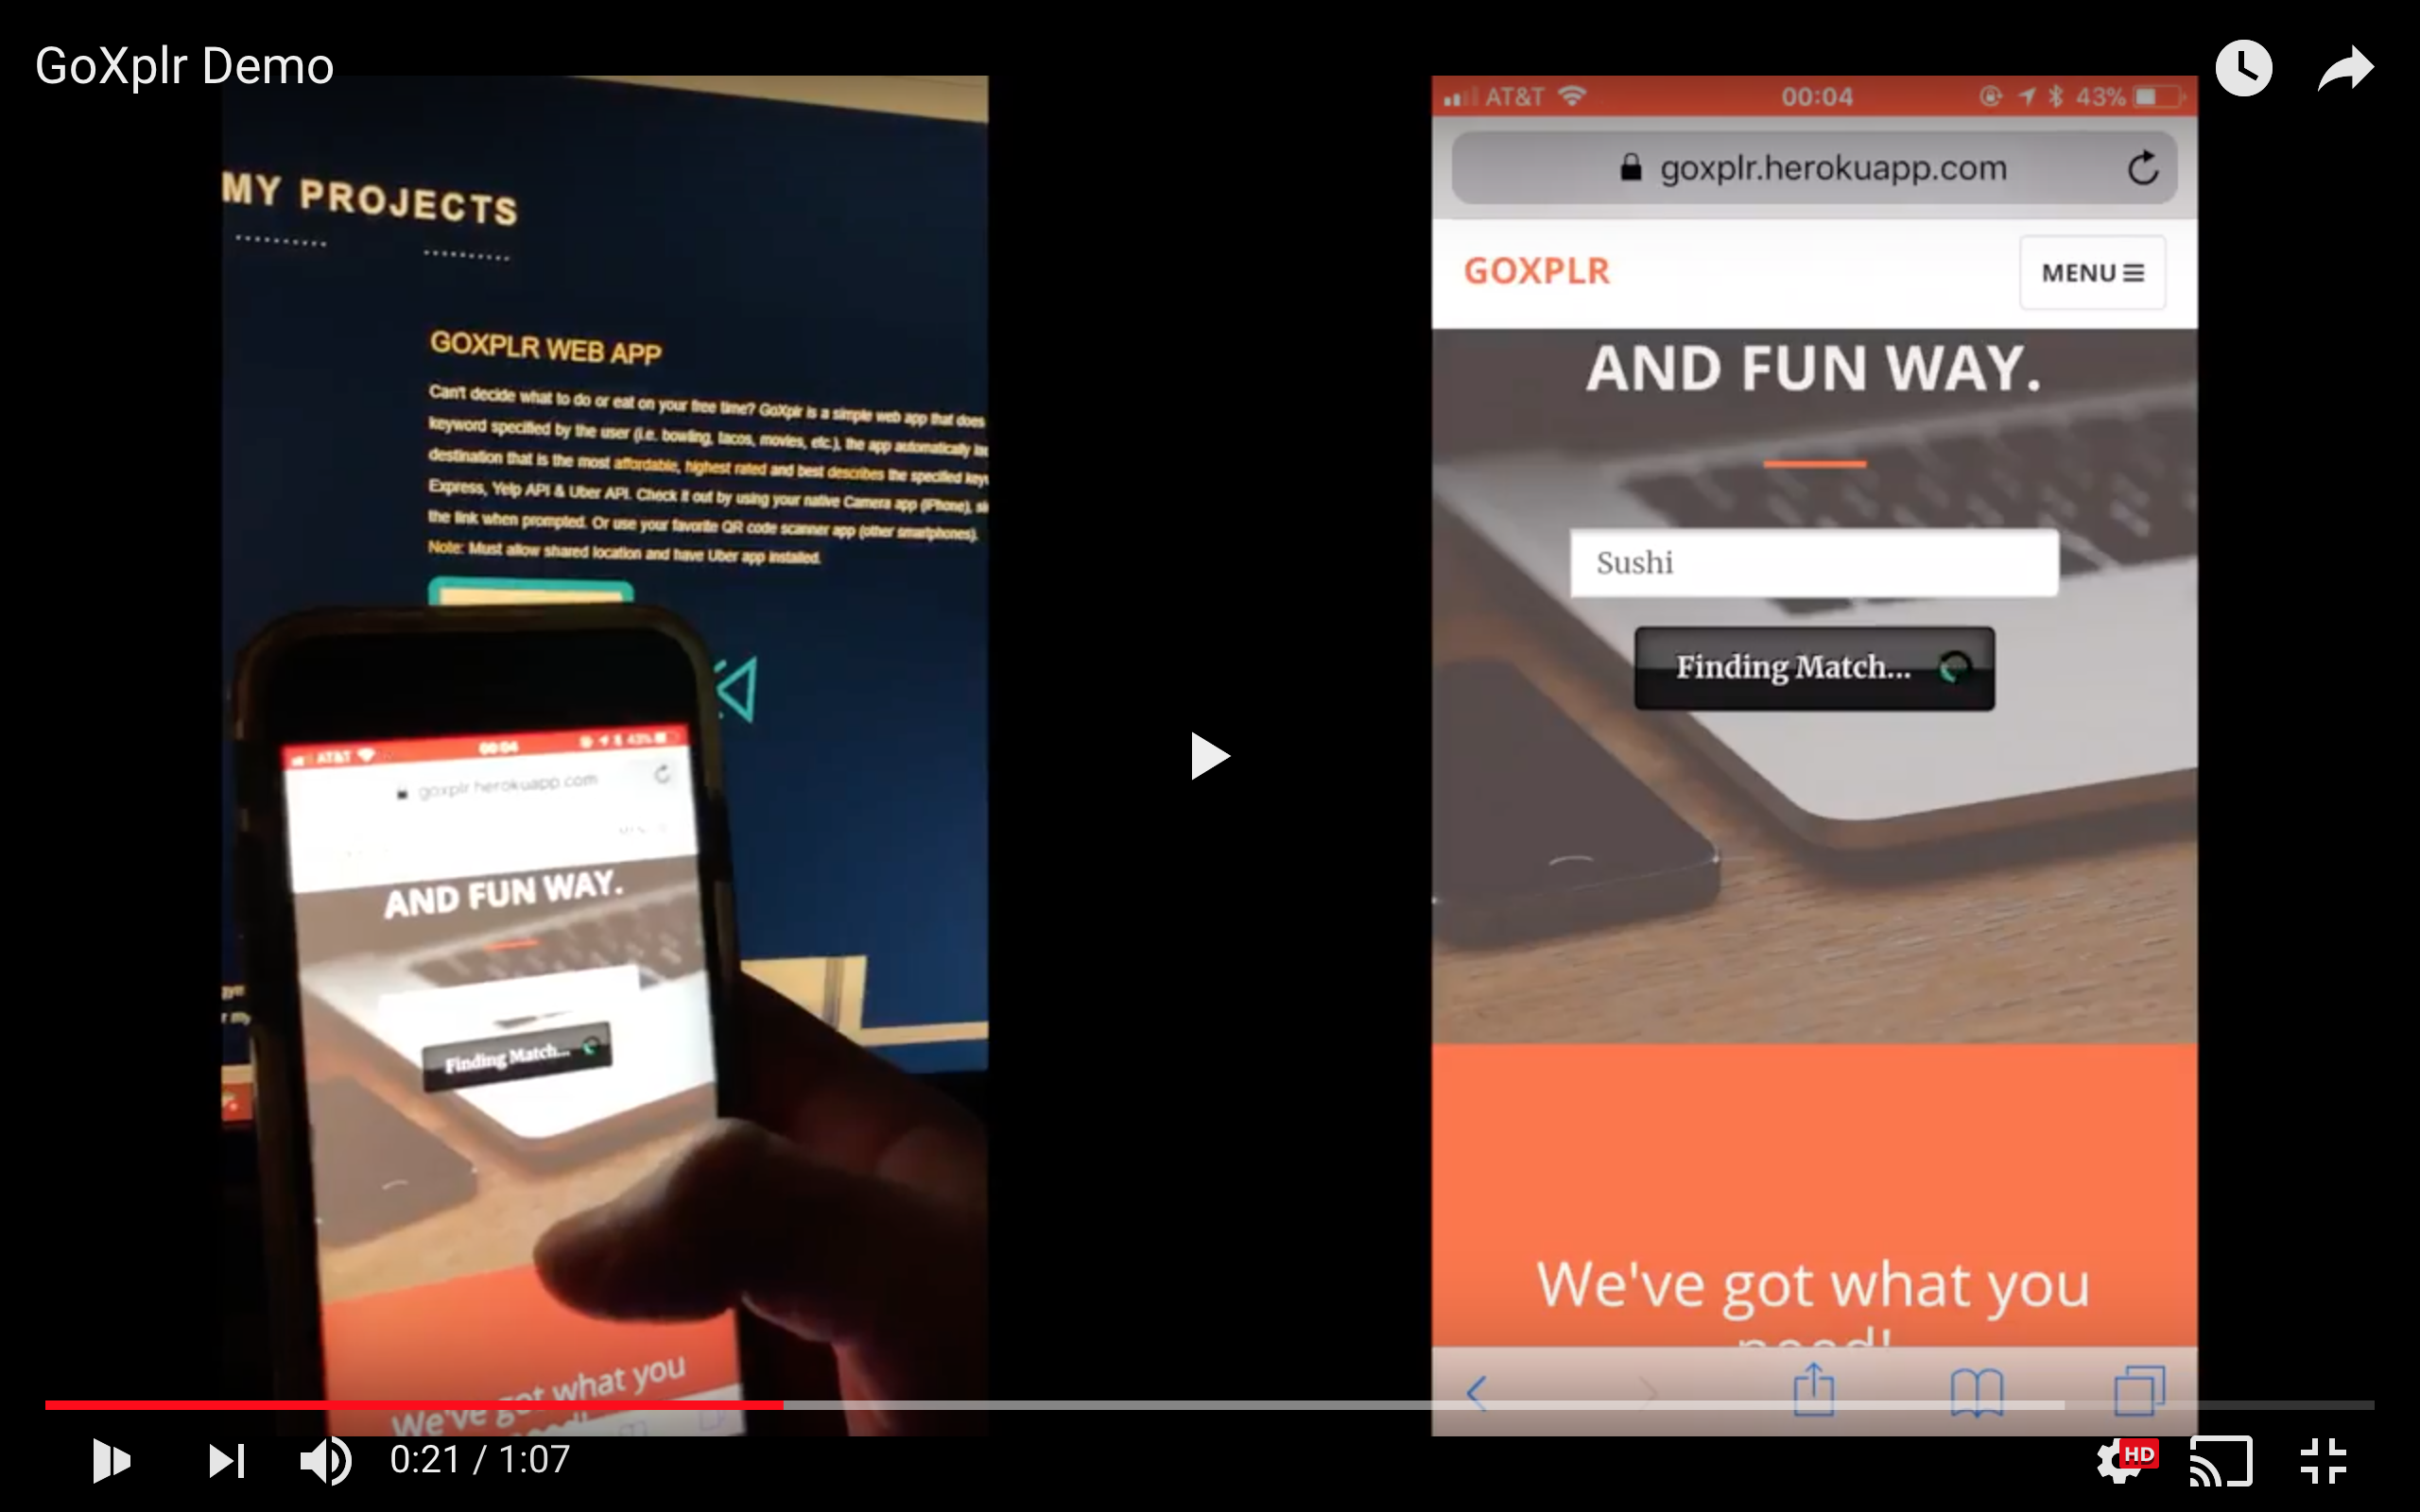 GoXplr Demo
MY PROJECTS
GOXPLR WEB APP
Can't decide what to do or eat on your free time? GoXplr is a simple web app that does
keyword specified by the user (i.e. bowling, tacos, movies, etc.), the app automatically
destination that is the most affordable, highest rated and best describes the specified
Express, Yelp API & Uber API. Check it out by using your native Camera app (iPhone),
the link when prompted. Or use your favorite QR code scanner app (other smartphones).
Note: Must allow shared location and have Uber app installed.
AT&T 00:04 43%
goxplr.herokuapp.com
AND FUN WAY.
Finding Match...
We've got what you
AT&T 00:04 43%
goxplr.herokuapp.com
GOXPLR MENU
AND FUN WAY.
Sushi
Finding Match...
We've got what you
need!
0:21 / 1:07
HD